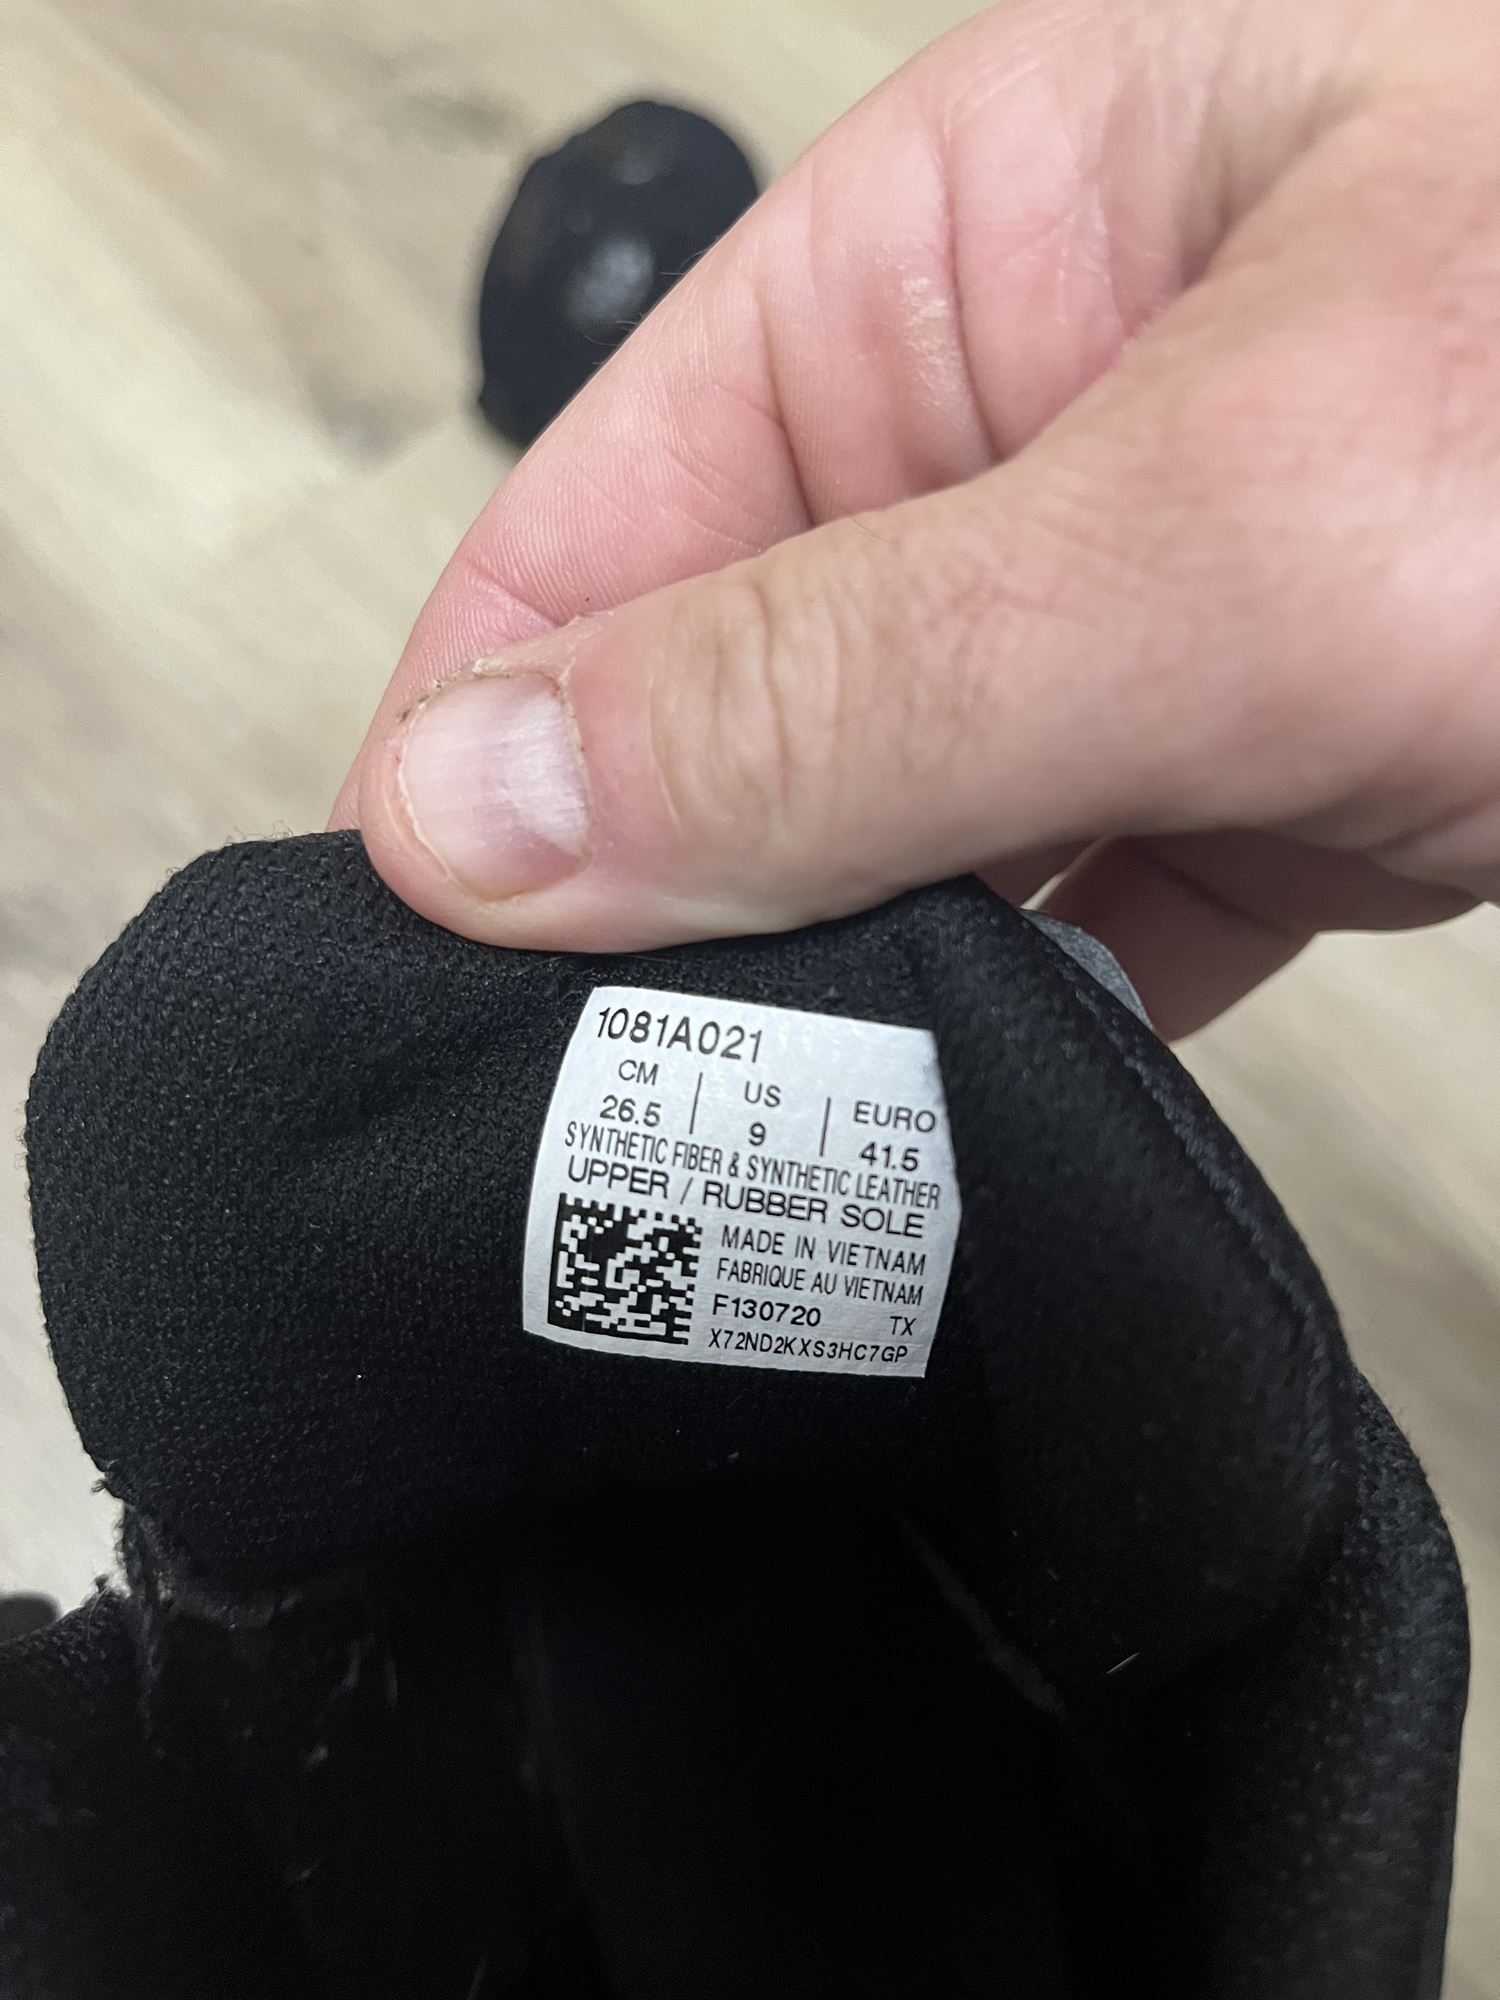 1081A021
CM | US | EURO
26.5 | 9 | 41.5
SYNTHETIC FIBER & SYNTHETIC LEATHER
UPPER / RUBBER SOLE
MADE IN VIETNAM
FABRIQUE AU VIETNAM
F130720 TX
X72ND2KXS3HC7GP